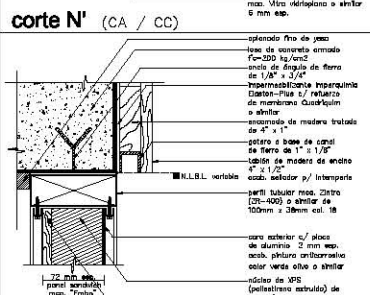 mca. Vitro vidrioplano o similar
6 mm esp.
corte N' (CA / CC)
aplanado fino de yeso
losa de concreto armado
f'c=200 kg/cm2
ancla de ángulo de fierro
de 1/8" x 3/4"
impermeabilizante imperquimia
Elaston-Plus c/ refuerzo
de membrana
o similar
de madera tratada
de 4" x 1"
gotero a base de canal
de fierro de 1" x 1/8"
tablón de madera de encino
4" x 1/2"
acab. sellador p/ intemperie
N.L.B.L. variable
perfil tubular mca. Zintro
(ZR-400) o similar de
100mm x 38mm cal. 18
cara exterior c/ placa
de aluminio 2 mm esp.
acab. pintura anticorrosiva
color verde olivo o similar
72 mm esp.
panel sandwich
núcleo de XPS
(poliestireno extruido) de